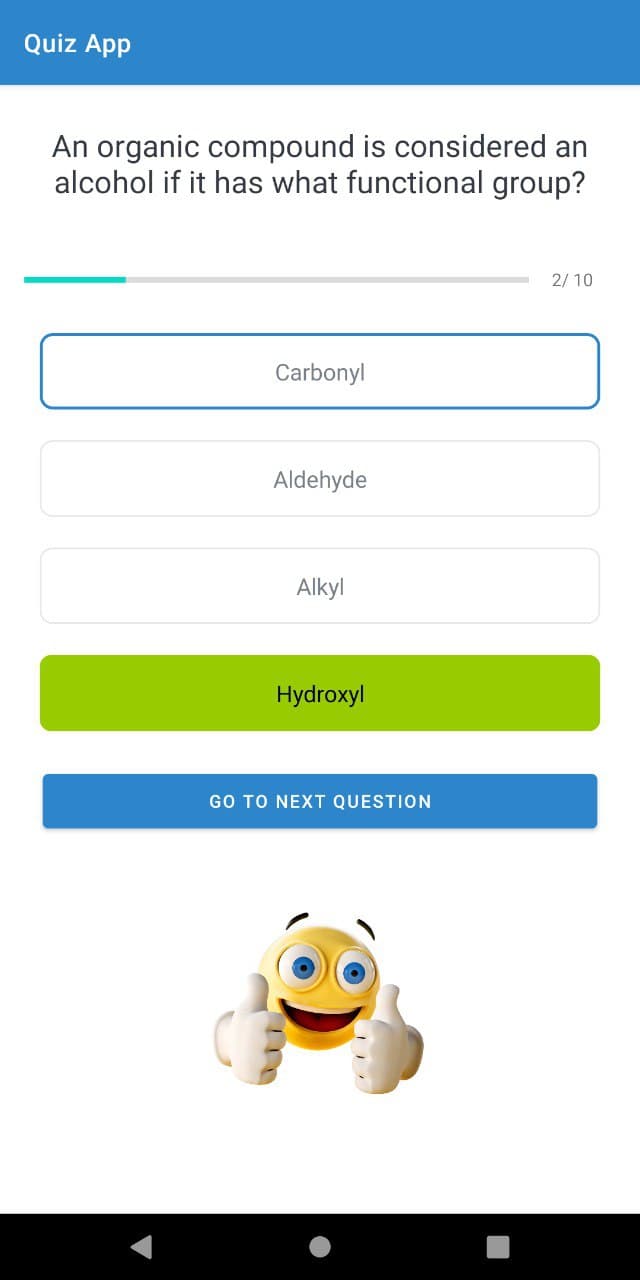 Quiz App
An organic compound is considered an
alcohol if it has what functional group?
2/ 10
Carbonyl
Aldehyde
Alkyl
Hydroxyl
GO TO NEXT QUESTION